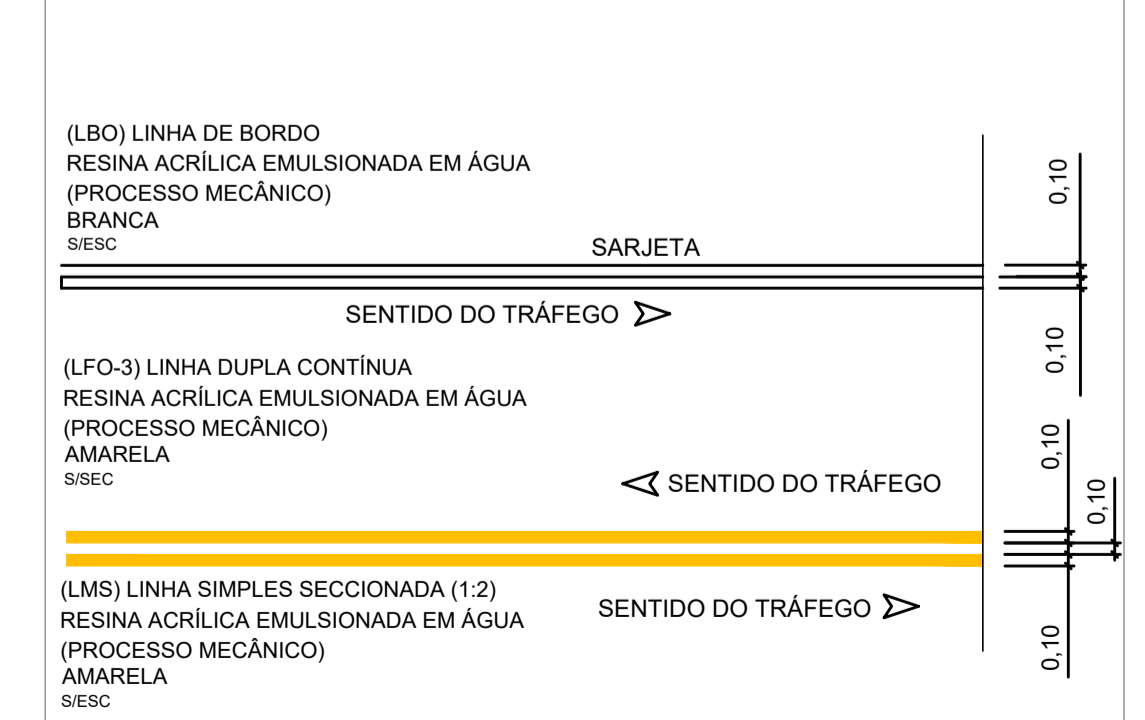 (LBO) LINHA DE BORDO
RESINA ACRÍLICA EMULSIONADA EM ÁGUA
(PROCESSO MECÂNICO)
BRANCA
S/ESC
SARJETA
0,10
SENTIDO DO TRÁFEGO
0,10
(LFO-3) LINHA DUPLA CONTÍNUA
RESINA ACRÍLICA EMULSIONADA EM ÁGUA
(PROCESSO MECÂNICO)
AMARELA
S/SEC
SENTIDO DO TRÁFEGO
0,10
0,10
(LMS) LINHA SIMPLES SECCIONADA (1:2)
RESINA ACRÍLICA EMULSIONADA EM ÁGUA
(PROCESSO MECÂNICO)
AMARELA
S/ESC
SENTIDO DO TRÁFEGO
0,10